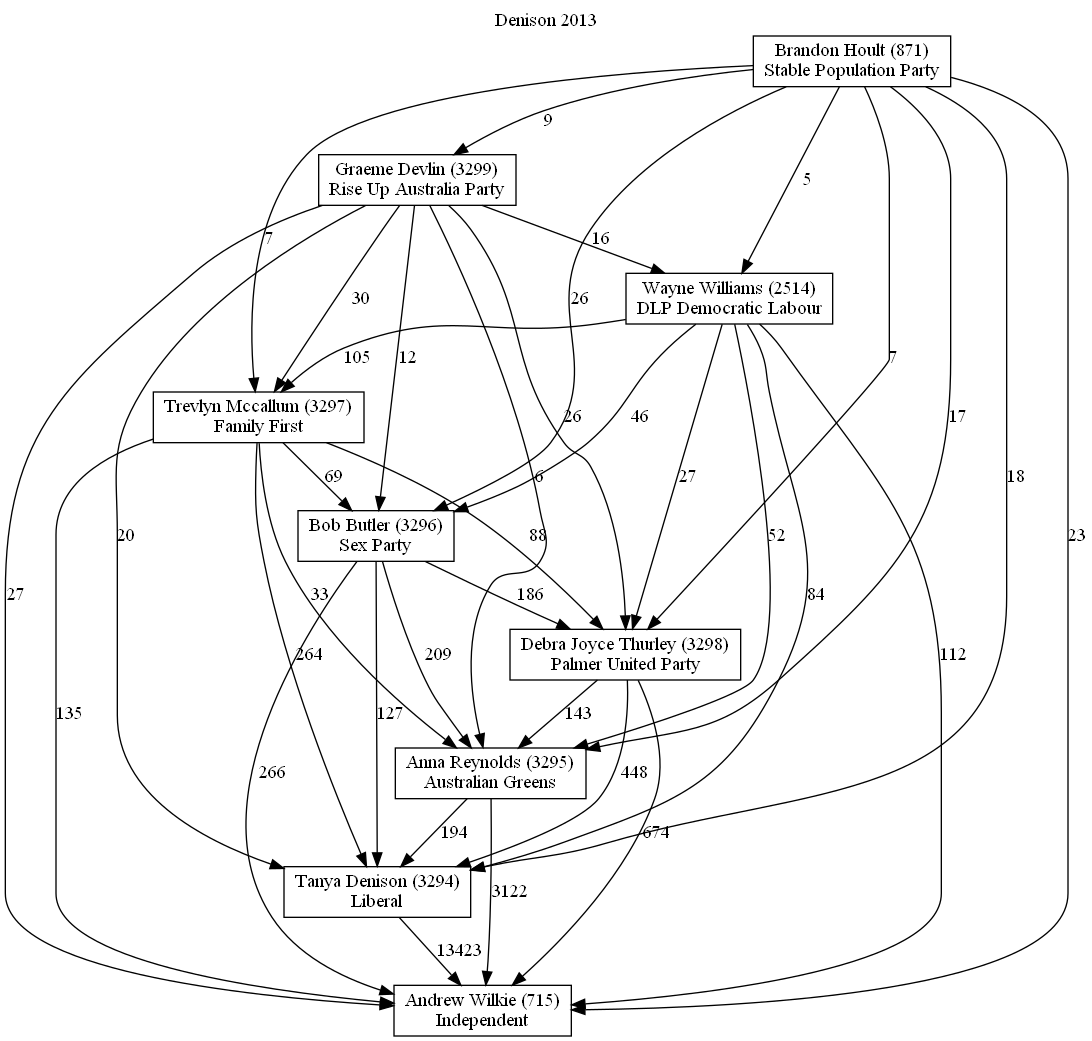 Denison 2013
Brandon Hoult (871)
Stable Population Party
9
Graeme Devlin (3299)
Rise Up Australia Party
5
7
16
Wayne Williams (2514)
DLP Democratic Labour
30
26
12
105
7
Trevlyn Mccallum (3297)
Family First
26
46
17
69
6
27
18
Bob Butler (3296)
Sex Party
20
88
52
23
27
33
186
84
Debra Joyce Thurley (3298)
Palmer United Party
264
209
112
135
127
143
Anna Reynolds (3295)
Australian Greens
266
448
194
674
Tanya Denison (3294)
Liberal
3122
13423
Andrew Wilkie (715)
Independent